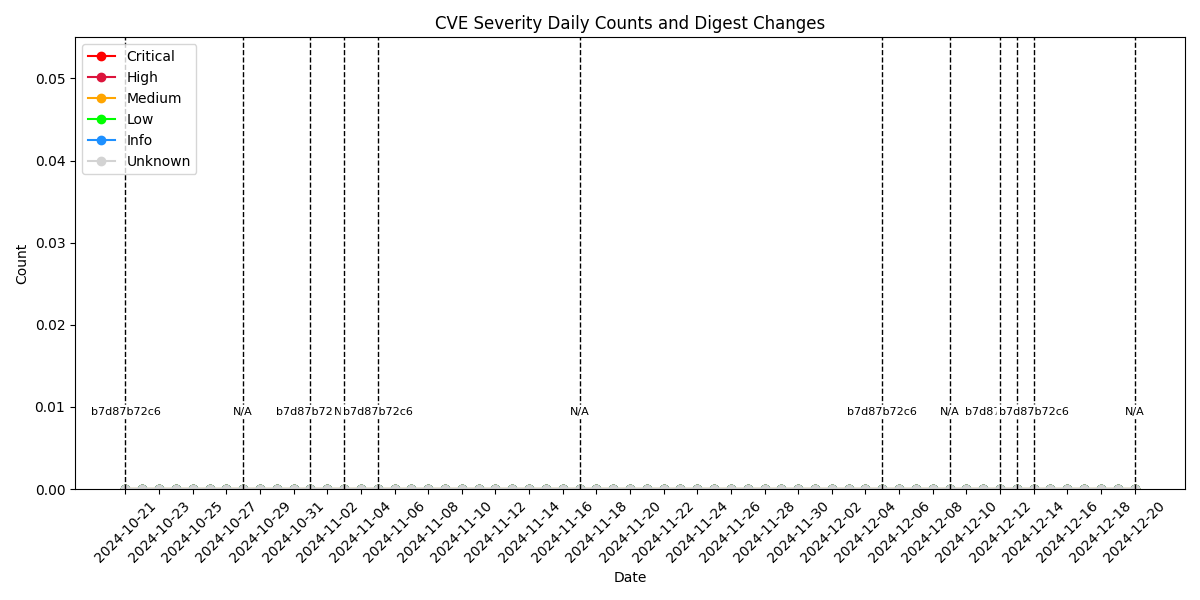 CVE Severity Daily Counts and Digest Changes
Critical
High
Medium
Low
Info
Unknown
0.05
0.04
0.03
0.02
0.01
0.00
Count
b7d87b72c6
N/A
b7d87b72
N
b7d87b72c6
N/A
b7d87b72c6
N/A
b7d87
b7d87b72c6
N/A
2024-10-21
2024-10-23
2024-10-25
2024-10-27
2024-10-29
2024-10-31
2024-11-02
2024-11-04
2024-11-06
2024-11-08
2024-11-10
2024-11-12
2024-11-14
2024-11-16
2024-11-18
2024-11-20
2024-11-22
2024-11-24
2024-11-26
2024-11-28
2024-11-30
2024-12-02
2024-12-04
2024-12-06
2024-12-08
2024-12-10
2024-12-12
2024-12-14
2024-12-16
2024-12-18
2024-12-20
Date